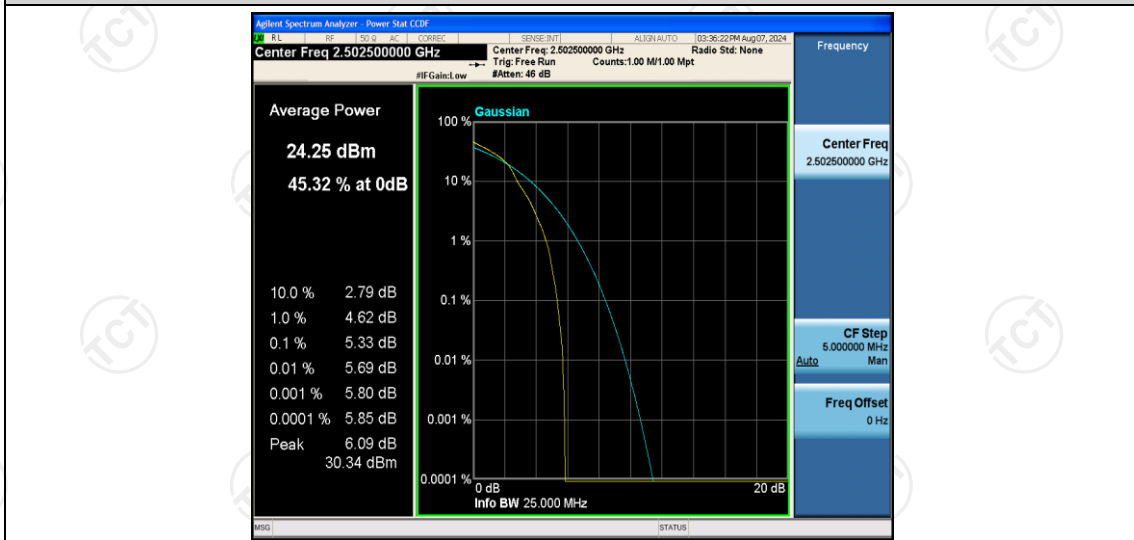 Agilent Spectrum Analyzer - Power Stat CCDF
RL RF 50 Ω AC CORREC SENSE:INT ALIGN AUTO 03:36:22 PM Aug 07, 2024
Center Freq 2.502500000 GHz
Center Freq: 2.502500000 GHz Radio Std: None
Trig: Free Run Counts:1.00 M/1.00 Mpt
#IFGain:Low #Atten: 46 dB
Frequency
Average Power
24.25 dBm
45.32 % at 0dB
10.0 % 2.79 dB
1.0 % 4.62 dB
0.1 % 5.33 dB
0.01 % 5.69 dB
0.001 % 5.80 dB
0.0001 % 5.85 dB
Peak 6.09 dB
30.34 dBm
Gaussian
100 %
10 %
1 %
0.1 %
0.01 %
0.001 %
0.0001 %
0 dB 20 dB
Info BW 25.000 MHz
Center Freq
2.502500000 GHz
CF Step
5.000000 MHz
Auto Man
Freq Offset
0 Hz
MSG STATUS
TCT
TCT
TCT
TCT